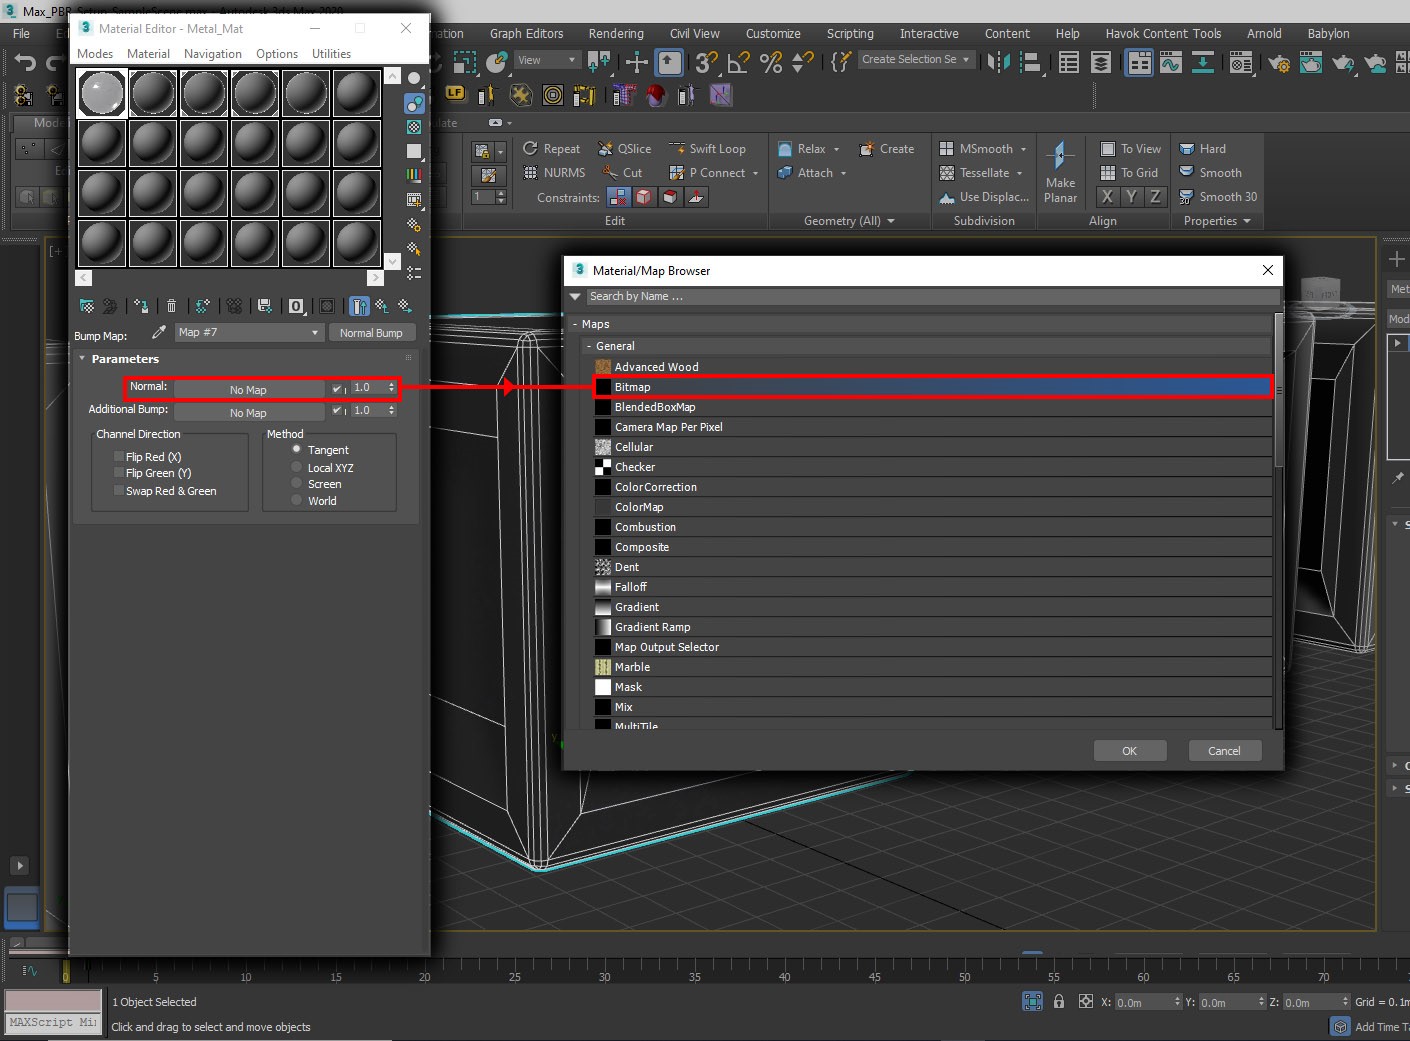 Material Editor - Metal_Mat
File
Modes Material Navigation Options Utilities
Graph Editors Rendering Civil View Customize Scripting Interactive Content Help Havok Content Tools Arnold Babylon
View
Create Selection Se
LF
Repeat QSlice Swift Loop
NURMS Cut P Connect
Constraints:
1
Edit
Relax Create
Attach
Geometry (All)
MSmooth
Tessellate
Use Displac...
Subdivision
Make
Planar
To View
To Grid
X Y Z
Align
Hard
Smooth
Smooth 30
Properties
Bump Map: Map #7 Normal Bump
Parameters
Normal: No Map 1.0
Additional Bump: No Map 1.0
Channel Direction
Flip Red (X)
Flip Green (Y)
Swap Red & Green
Method
Tangent
Local XYZ
Screen
World
Material/Map Browser
Search by Name ...
- Maps
- General
Advanced Wood
Bitmap
BlendedBoxMap
Camera Map Per Pixel
Cellular
Checker
ColorCorrection
ColorMap
Combustion
Composite
Dent
Falloff
Gradient
Gradient Ramp
Map Output Selector
Marble
Mask
Mix
MultiTile
OK Cancel
0 5 10 15 20 25 30 35 40 45 50 55 60 65 70
1 Object Selected
X: 0.0m Y: 0.0m Z: 0.0m Grid = 0.1m
MAXScript Mi
Click and drag to select and move objects
Add Time T